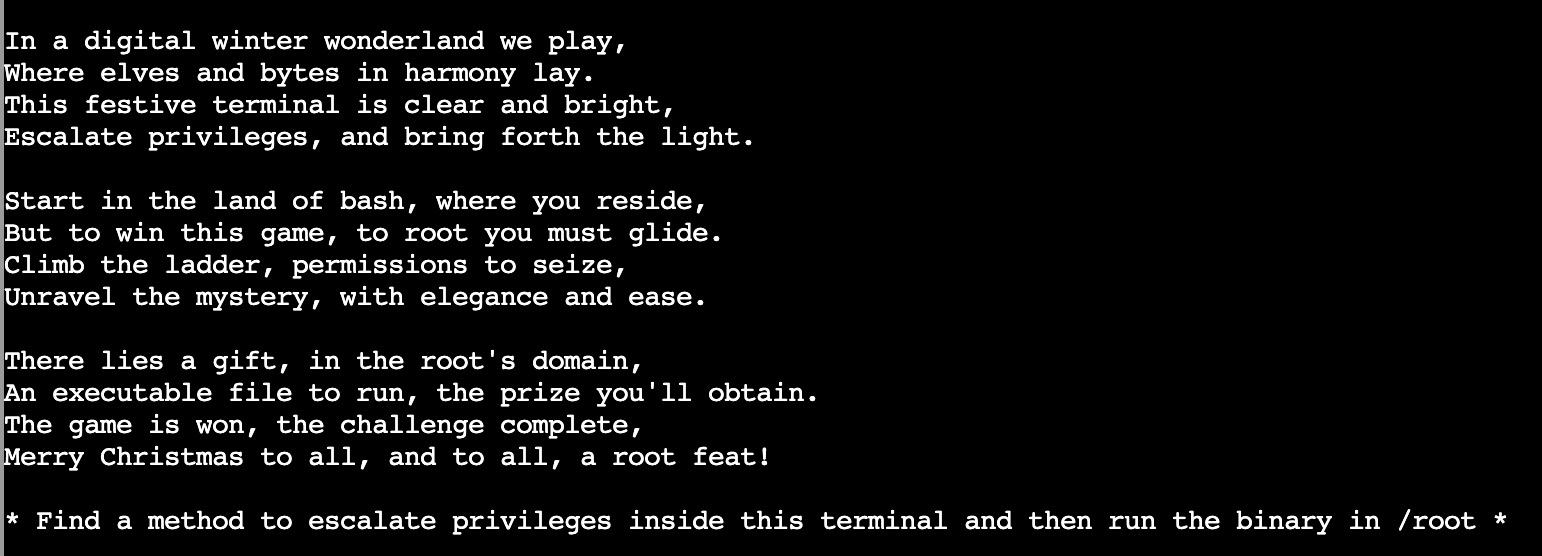 In a digital winter wonderland we play,
Where elves and bytes in harmony lay.
This festive terminal is clear and bright,
Escalate privileges, and bring forth the light.
Start in the land of bash, where you reside,
But to win this game, to root you must glide.
Climb the ladder, permissions to seize,
Unravel the mystery, with elegance and ease.
There lies a gift, in the root's domain,
An executable file to run, the prize you'll obtain.
The game is won, the challenge complete,
Merry Christmas to all, and to all, a root feat!
* Find a method to escalate privileges inside this terminal and then run the binary in /root *